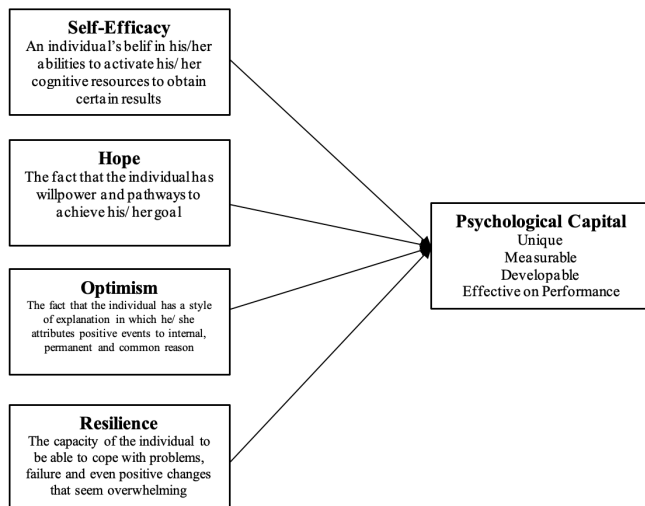 Self-Efficacy
An individual's belif in his/her
abilities to activate his/ her
cognitive resources to obtain
certain results
Hope
The fact that the individual has
willpower and pathways to
achieve his/ her goal
Optimism
The fact that the individual has a style
of explanation in which he/ she
attributes positive events to internal,
permanent and common reason
Resilience
The capacity of the individual to
be able to cope with problems,
failure and even positive changes
that seem overwhelming
Psychological Capital
Unique
Measurable
Developable
Effective on Performance